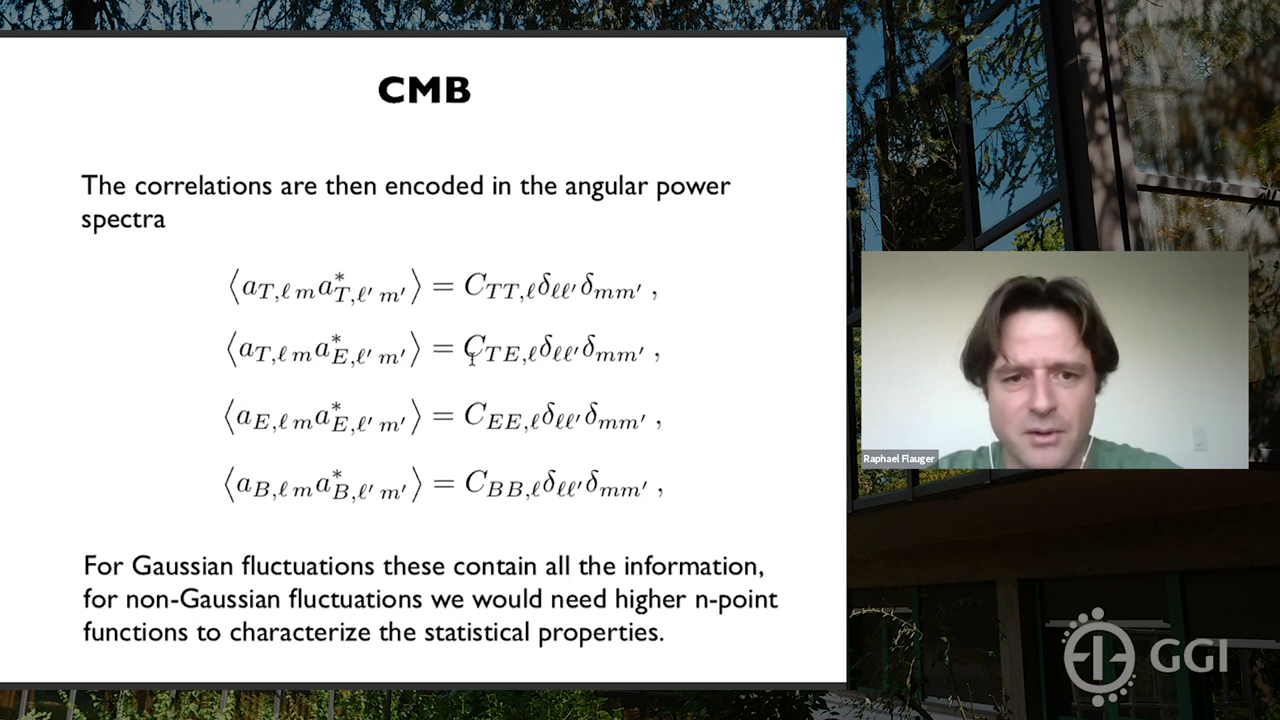 CMB
The correlations are then encoded in the angular power
spectra
⟨a_{T,ℓ m} a^*_{T,ℓ′ m′}⟩ = C_{TT,ℓ} δ_{ℓℓ′} δ_{mm′} ,
⟨a_{T,ℓ m} a^*_{E,ℓ′ m′}⟩ = C_{TE,ℓ} δ_{ℓℓ′} δ_{mm′} ,
⟨a_{E,ℓ m} a^*_{E,ℓ′ m′}⟩ = C_{EE,ℓ} δ_{ℓℓ′} δ_{mm′} ,
⟨a_{B,ℓ m} a^*_{B,ℓ′ m′}⟩ = C_{BB,ℓ} δ_{ℓℓ′} δ_{mm′} ,
For Gaussian fluctuations these contain all the information,
for non-Gaussian fluctuations we would need higher n-point
functions to characterize the statistical properties.
Raphael Flauger
GGI